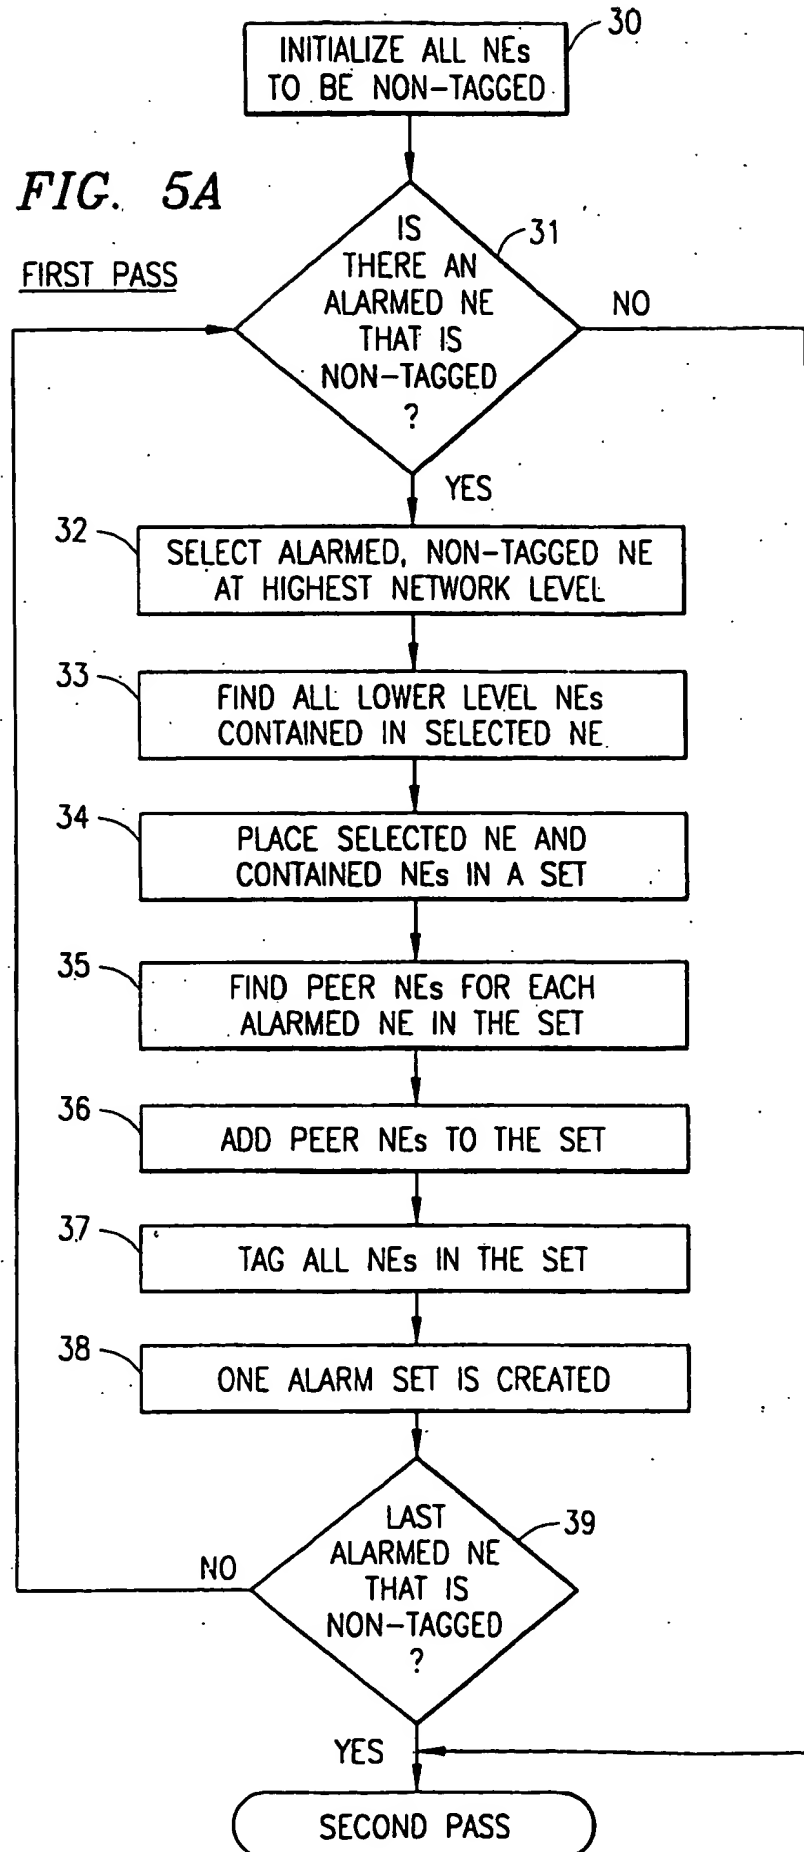 30
INITIALIZE ALL NEs
TO BE NON-TAGGED
FIG. 5A
FIRST PASS
31
IS
THERE AN
ALARMED NE
THAT IS
NON-TAGGED
?
NO
YES
32
SELECT ALARMED, NON-TAGGED NE
AT HIGHEST NETWORK LEVEL
33
FIND ALL LOWER LEVEL NEs
CONTAINED IN SELECTED NE
34
PLACE SELECTED NE AND
CONTAINED NEs IN A SET
35
FIND PEER NEs FOR EACH
ALARMED NE IN THE SET
36
ADD PEER NEs TO THE SET
37
TAG ALL NEs IN THE SET
38
ONE ALARM SET IS CREATED
39
LAST
ALARMED NE
THAT IS
NON-TAGGED
?
NO
YES
SECOND PASS